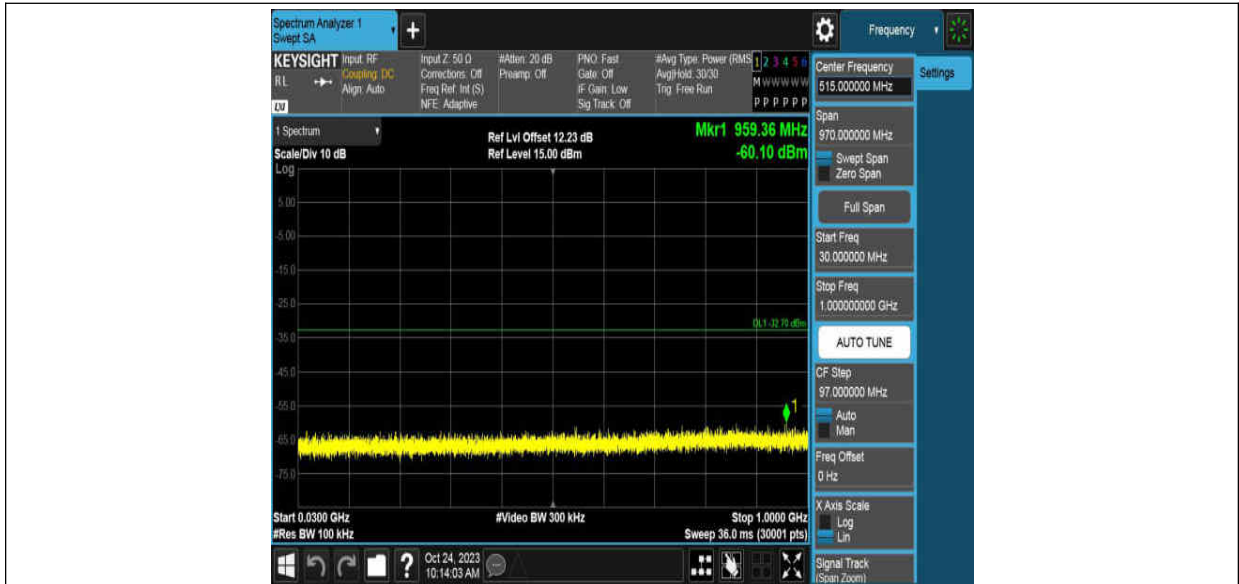 Spectrum Analyzer 1
Swept SA
+
Frequency
KEYSIGHT
RL
LXI
Input: RF
Coupling: DC
Align: Auto
Input Z: 50 Ω
Corrections: Off
Freq Ref: Int (S)
NFE: Adaptive
#Atten: 20 dB
Preamp: Off
PNO: Fast
Gate: Off
IF Gain: Low
Sig Track: Off
#Avg Type: Power (RMS
Avg|Hold: 30/30
Trig: Free Run
1 2 3 4 5 6
M W W W W W
P P P P P P
Center Frequency
515.000000 MHz
Settings
1 Spectrum
Scale/Div 10 dB
Log
Ref Lvl Offset 12.23 dB
Ref Level 15.00 dBm
Mkr1 959.36 MHz
-60.10 dBm
Span
970.000000 MHz
Swept Span
Zero Span
Full Span
Start Freq
30.000000 MHz
Stop Freq
1.000000000 GHz
AUTO TUNE
CF Step
97.000000 MHz
Auto
Man
Freq Offset
0 Hz
X Axis Scale
Log
Lin
Signal Track
(Span Zoom)
5.00
-5.00
-15.0
-25.0
DL1 -32.70 dBm
-35.0
-45.0
-55.0
1
-65.0
-75.0
Start 0.0300 GHz
#Res BW 100 kHz
#Video BW 300 kHz
Stop 1.0000 GHz
Sweep 36.0 ms (30001 pts)
?
Oct 24, 2023
10:14:03 AM